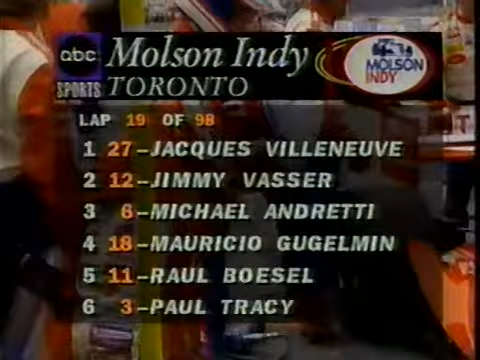 abc SPORTS
Molson Indy
TORONTO
MOLSON INDY
LAP 19 OF 98
1 27-JACQUES VILLENEUVE
2 12-JIMMY VASSER
3 6-MICHAEL ANDRETTI
4 18-MAURICIO GUGELMIN
5 11-RAUL BOESEL
6 3-PAUL TRACY